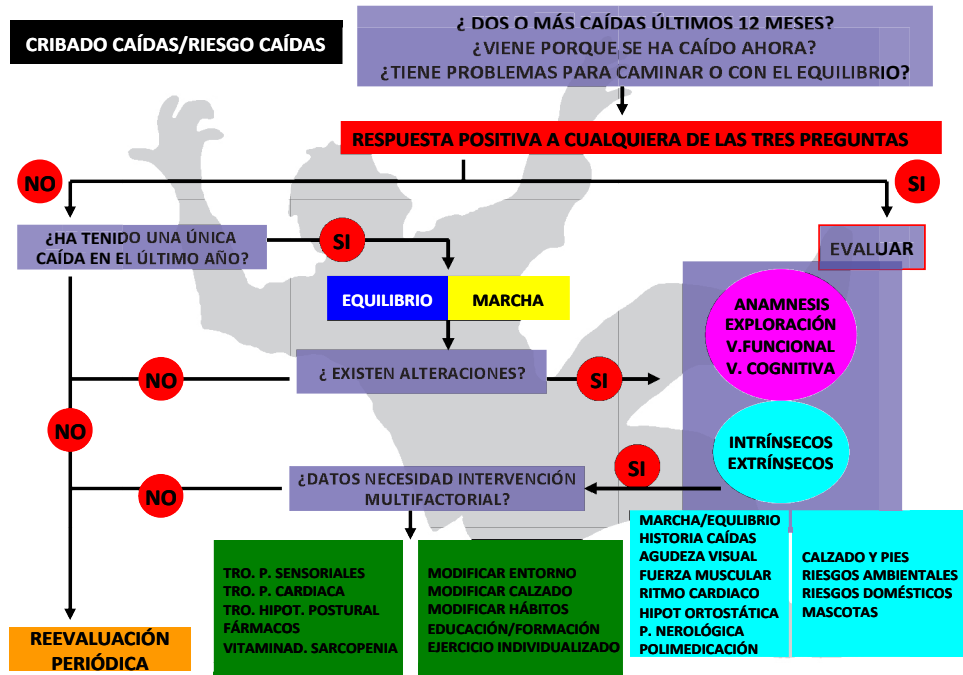 CRIBADO CAÍDAS/RIESGO CAÍDAS
¿ DOS O MÁS CAÍDAS ÚLTIMOS 12 MESES?
¿VIENE PORQUE SE HA CAÍDO AHORA?
¿TIENE PROBLEMAS PARA CAMINAR O CON EL EQUILIBRIO?
RESPUESTA POSITIVA A CUALQUIERA DE LAS TRES PREGUNTAS
NO
SI
¿HA TENIDO UNA ÚNICA
CAÍDA EN EL ÚLTIMO AÑO?
SI
EVALUAR
EQUILIBRIO
MARCHA
ANAMNESIS
EXPLORACIÓN
V.FUNCIONAL
V. COGNITIVA
NO
¿ EXISTEN ALTERACIONES?
SI
NO
INTRÍNSECOS
EXTRÍNSECOS
SI
NO
¿DATOS NECESIDAD INTERVENCIÓN
MULTIFACTORIAL?
MARCHA/EQULIBRIO
HISTORIA CAÍDAS
AGUDEZA VISUAL
FUERZA MUSCULAR
RITMO CARDIACO
HIPOT ORTOSTÁTICA
P. NEROLÓGICA
POLIMEDICACIÓN
CALZADO Y PIES
RIESGOS AMBIENTALES
RIESGOS DOMÉSTICOS
MASCOTAS
TRO. P. SENSORIALES
TRO. P. CARDIACA
TRO. HIPOT. POSTURAL
FÁRMACOS
VITAMINAD. SARCOPENIA
MODIFICAR ENTORNO
MODIFICAR CALZADO
MODIFICAR HÁBITOS
EDUCACIÓN/FORMACIÓN
EJERCICIO INDIVIDUALIZADO
REEVALUACIÓN
PERIÓDICA